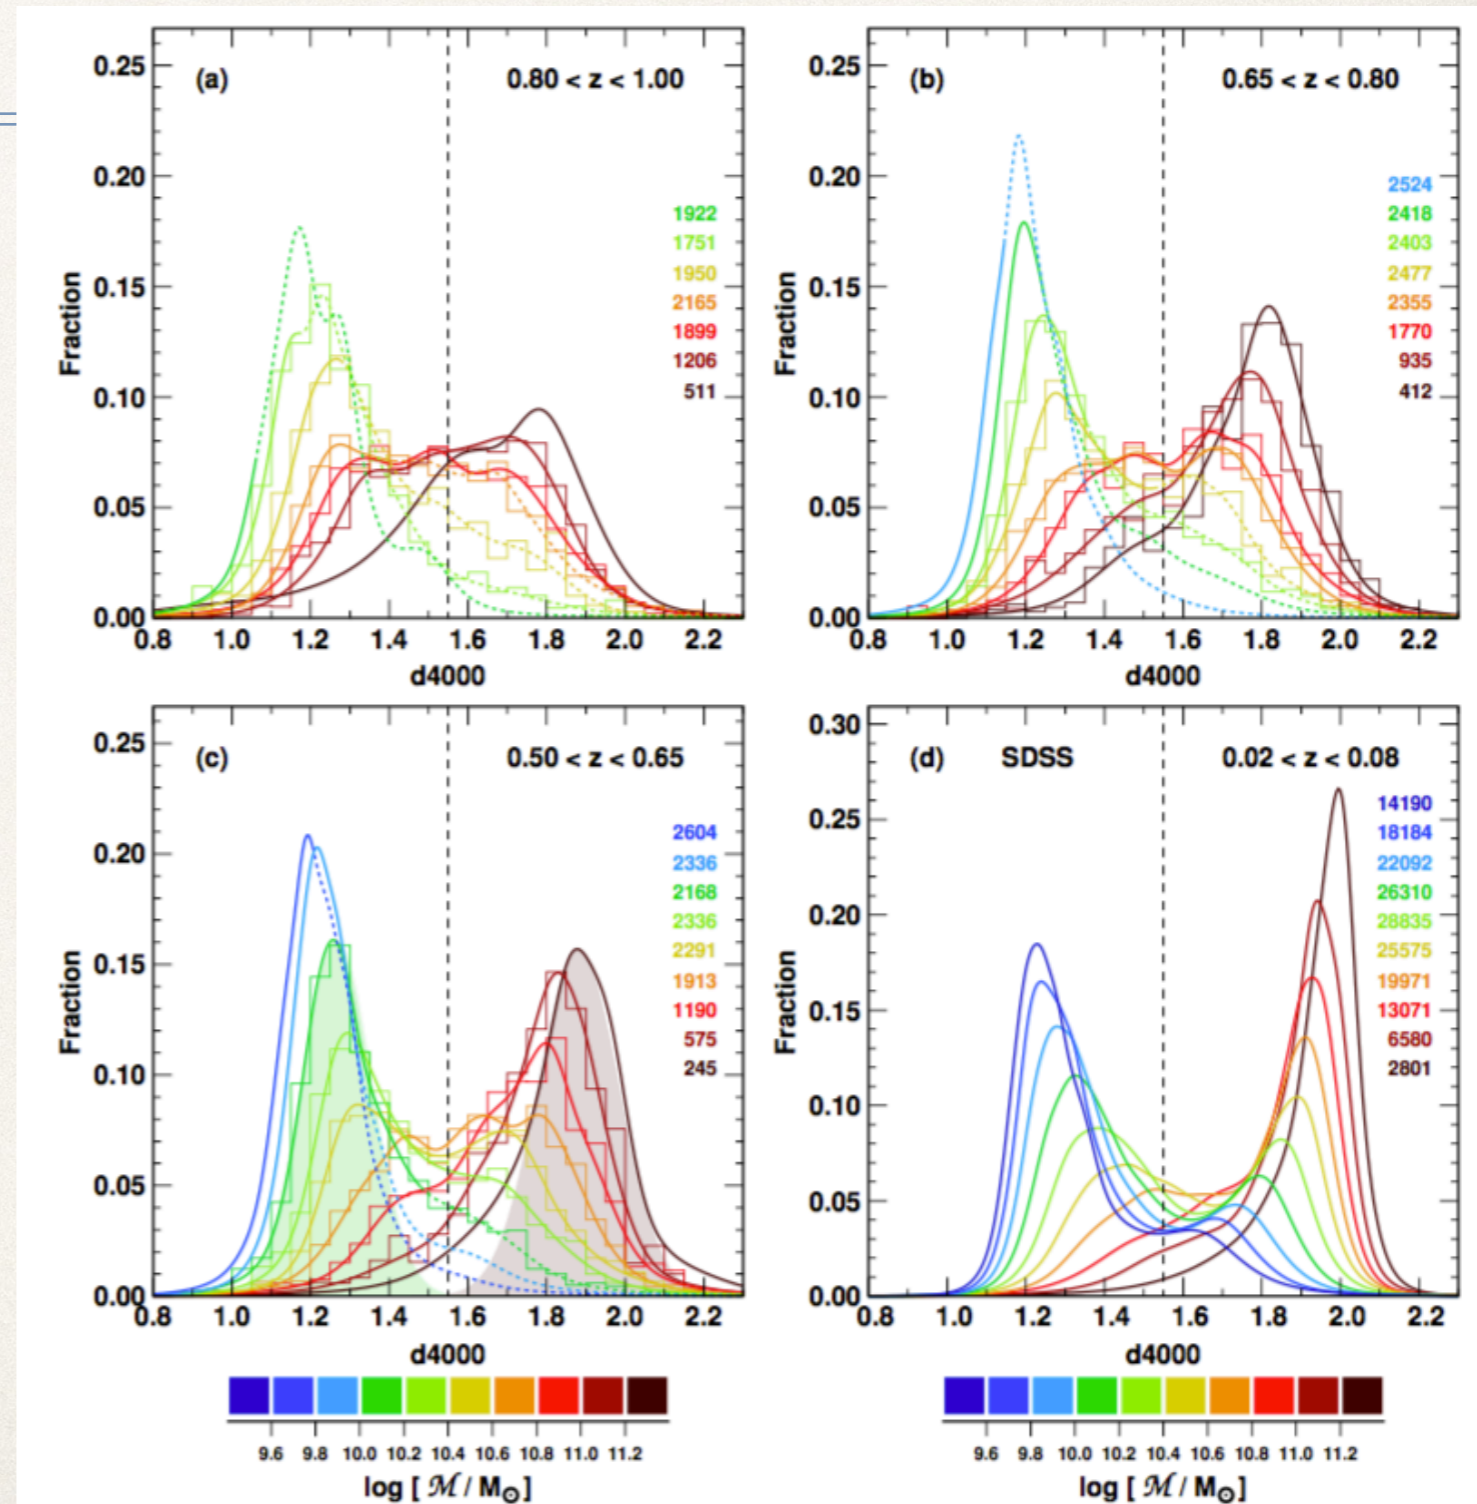 (a) 0.80 < z < 1.00
0.25
0.20
0.15
0.10
0.05
0.00
Fraction
1922
1751
1950
2165
1899
1206
511
0.8 1.0 1.2 1.4 1.6 1.8 2.0 2.2
d4000
(b) 0.65 < z < 0.80
0.25
0.20
0.15
0.10
0.05
0.00
Fraction
2524
2418
2403
2477
2355
1770
935
412
0.8 1.0 1.2 1.4 1.6 1.8 2.0 2.2
d4000
(c) 0.50 < z < 0.65
0.25
0.20
0.15
0.10
0.05
0.00
Fraction
2604
2336
2168
2336
2291
1913
1190
575
245
0.8 1.0 1.2 1.4 1.6 1.8 2.0 2.2
d4000
(d) SDSS 0.02 < z < 0.08
0.30
0.25
0.20
0.15
0.10
0.05
0.00
Fraction
14190
18184
22092
26310
28835
25575
19971
13071
6580
2801
0.8 1.0 1.2 1.4 1.6 1.8 2.0 2.2
d4000
9.6 9.8 10.0 10.2 10.4 10.6 10.8 11.0 11.2
log [ ℳ / M⊙ ]
9.6 9.8 10.0 10.2 10.4 10.6 10.8 11.0 11.2
log [ ℳ / M⊙ ]